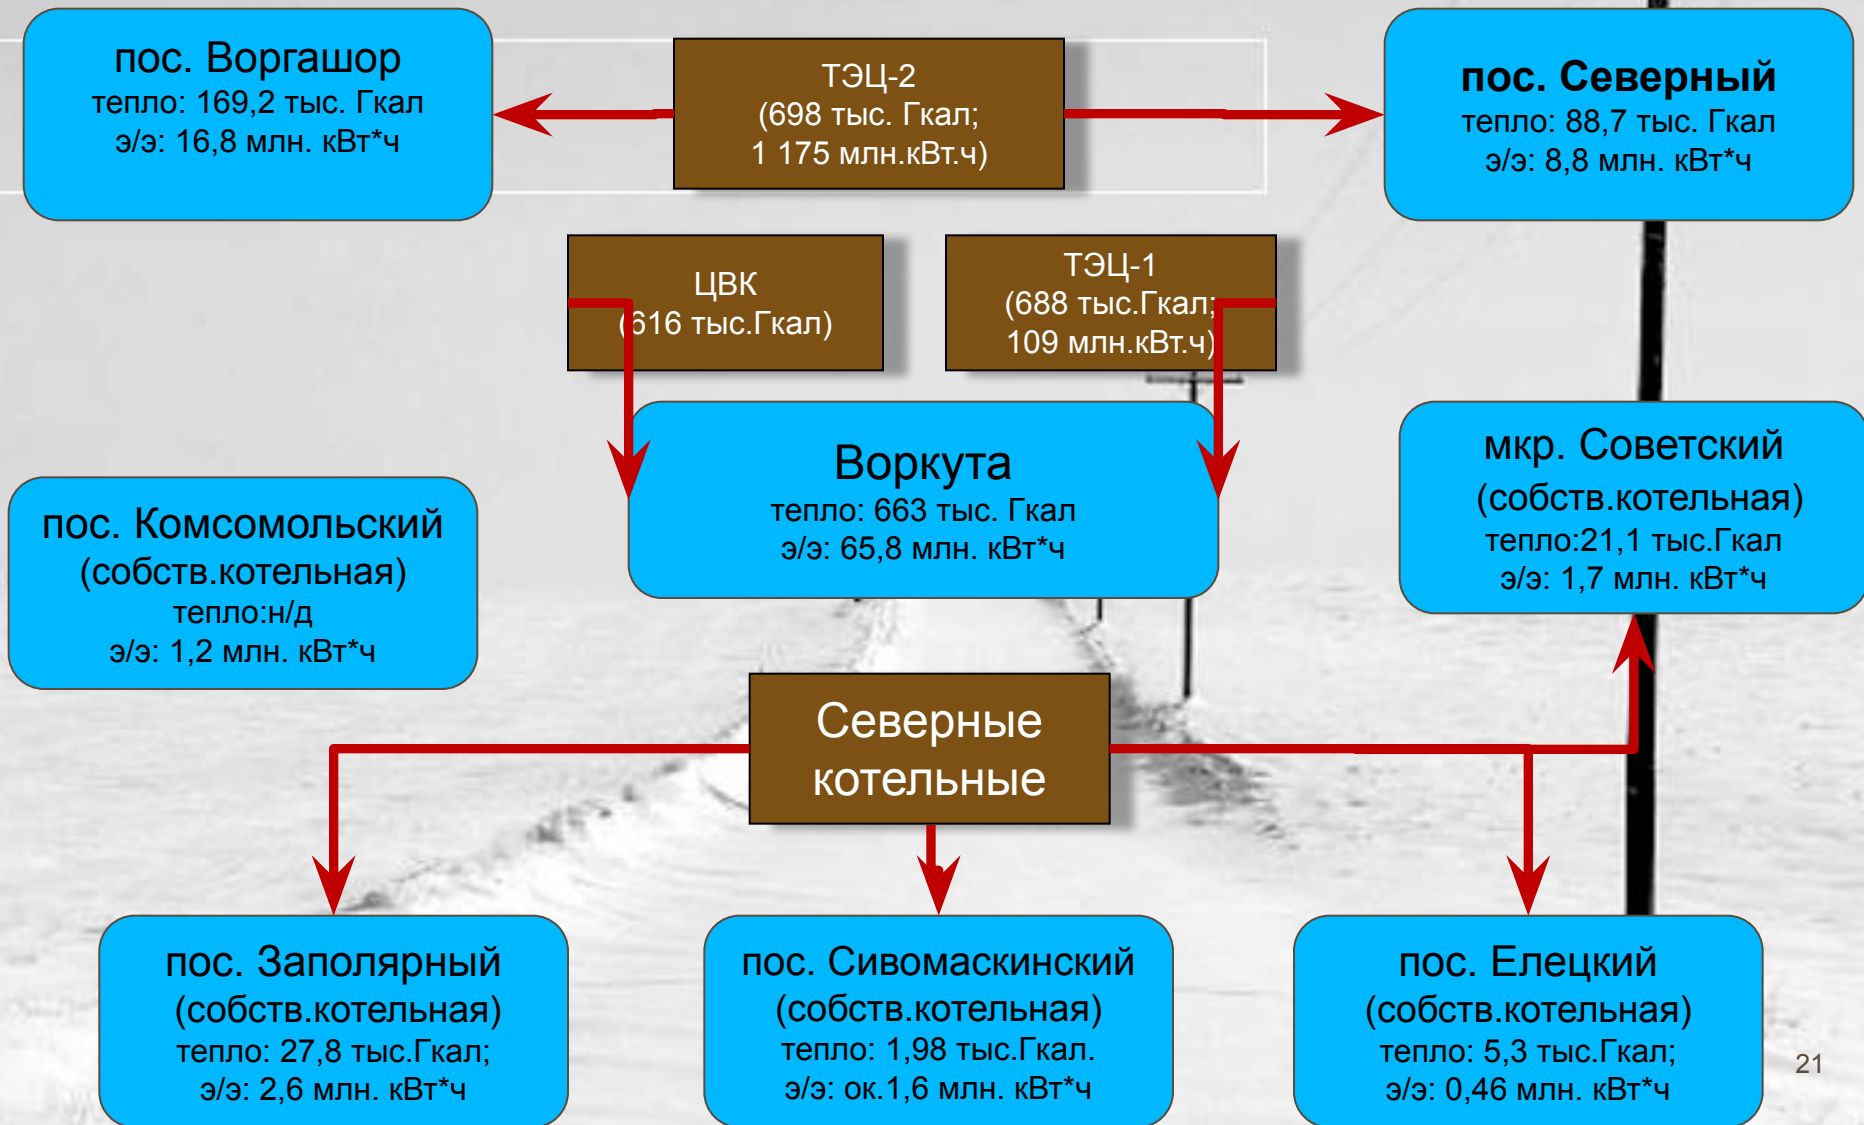 пос. Воргашор
тепло: 169,2 тыс. Гкал
э/э: 16,8 млн. кВт*ч
ТЭЦ-2
(698 тыс. Гкал;
1 175 млн.кВт.ч)
пос. Северный
тепло: 88,7 тыс. Гкал
э/э: 8,8 млн. кВт*ч
ЦВК
(616 тыс.Гкал)
ТЭЦ-1
(688 тыс.Гкал;
109 млн.кВт.ч)
Воркута
тепло: 663 тыс. Гкал
э/э: 65,8 млн. кВт*ч
мкр. Советский
(собств.котельная)
тепло:21,1 тыс.Гкал
э/э: 1,7 млн. кВт*ч
пос. Комсомольский
(собств.котельная)
тепло:н/д
э/э: 1,2 млн. кВт*ч
Северные
котельные
пос. Заполярный
(собств.котельная)
тепло: 27,8 тыс.Гкал;
э/э: 2,6 млн. кВт*ч
пос. Сивомаскинский
(собств.котельная)
тепло: 1,98 тыс.Гкал.
э/э: ок.1,6 млн. кВт*ч
пос. Елецкий
(собств.котельная)
тепло: 5,3 тыс.Гкал;
э/э: 0,46 млн. кВт*ч
21